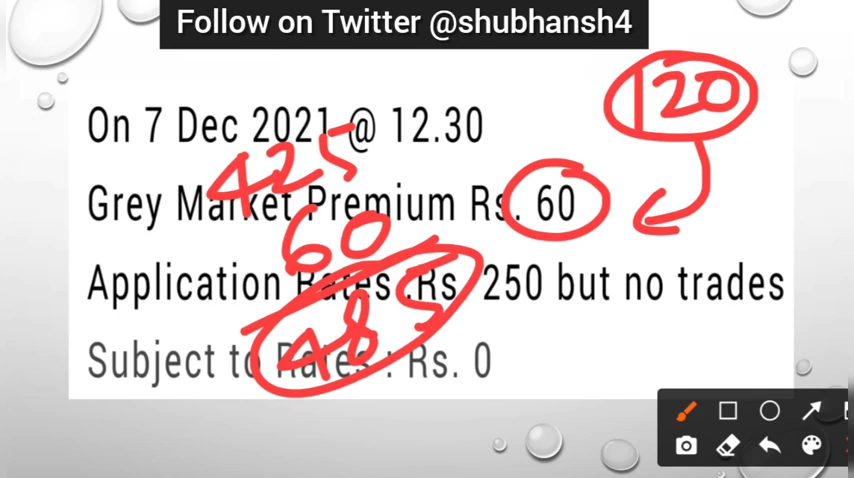 Follow on Twitter @shubhansh4
120
On 7 Dec 2021 @ 12.30
425
Grey Market Premium Rs. 60
60
Application Rates :Rs. 250 but no trades
485
Subject to Rates : Rs. 0